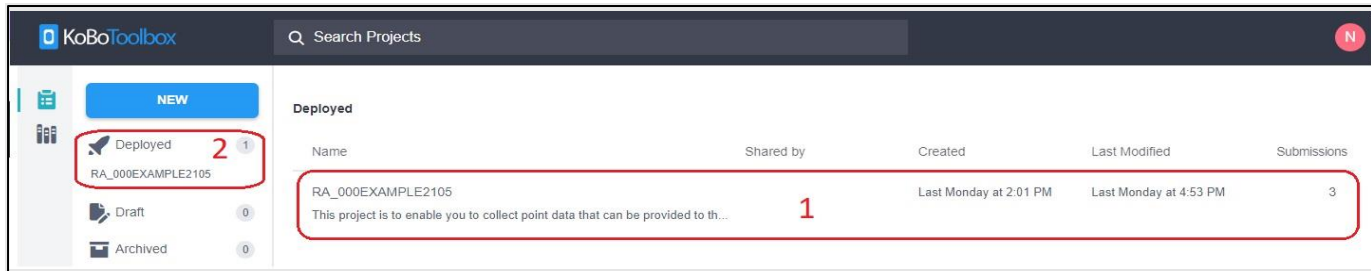 KoBoToolbox
Search Projects
N
NEW
Deployed 2 1
RA_000EXAMPLE2105
Draft 0
Archived 0
Deployed
Name Shared by Created Last Modified Submissions
RA_000EXAMPLE2105 Last Monday at 2:01 PM Last Monday at 4:53 PM 3
This project is to enable you to collect point data that can be provided to th... 1